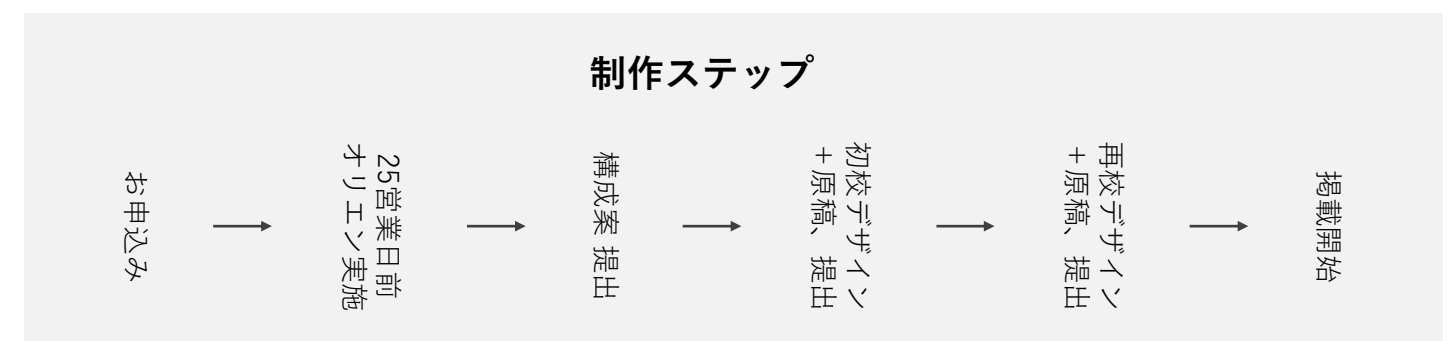 制作ステップ
お申込み
25営業日前
オリエン実施
構成案 提出
初校デザイン
＋原稿、提出
再校デザイン
＋原稿、提出
掲載開始